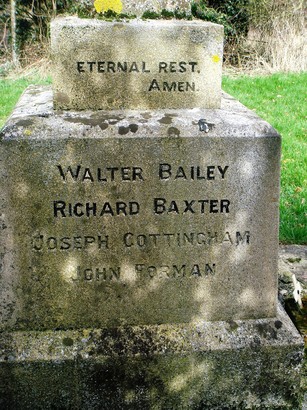 ETERNAL REST.
AMEN.
WALTER BAILEY
RICHARD BAXTER
JOSEPH COTTINGHAM
JOHN FORMAN